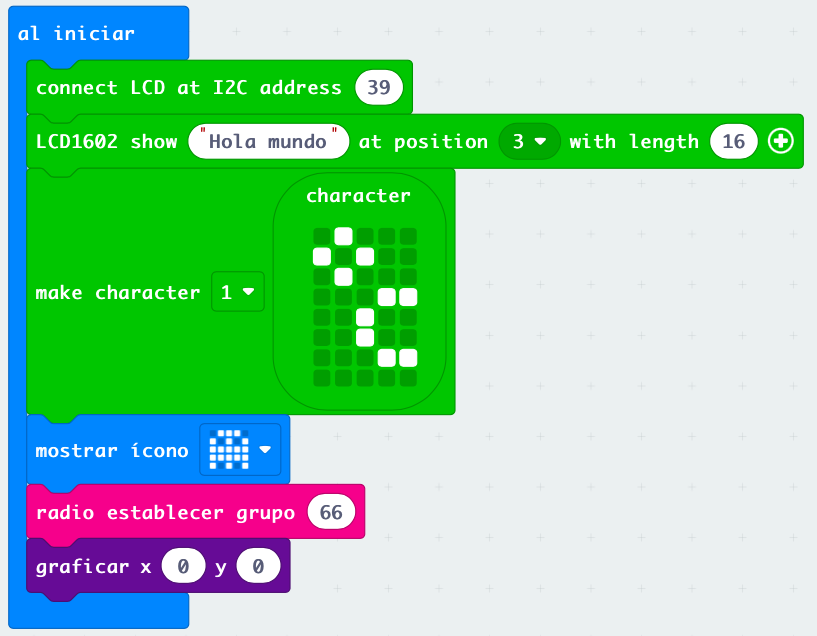 al iniciar
connect LCD at I2C address 39
LCD1602 show "Hola mundo" at position 3 with length 16
character
make character 1
mostrar ícono
radio establecer grupo 66
graficar x 0 y 0